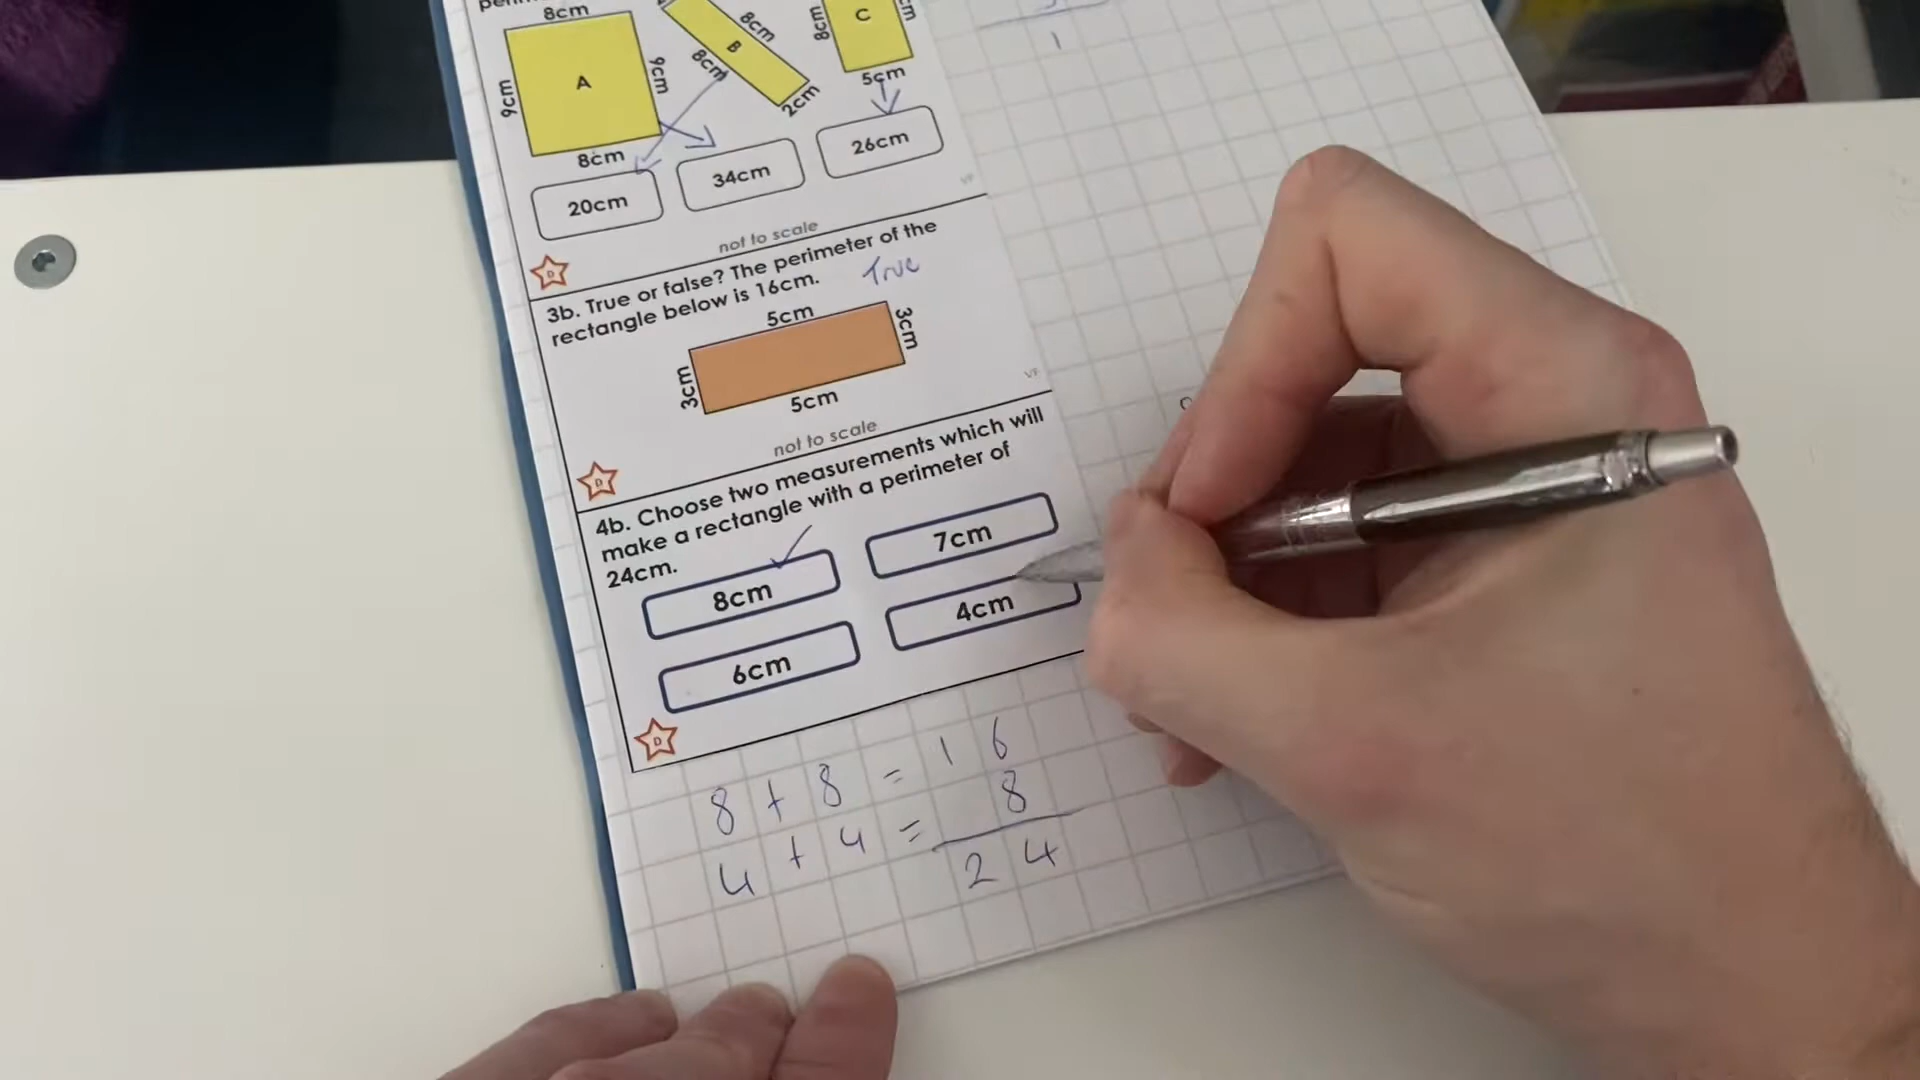 8cm
9cm
A
9cm
8cm
8cm
B
8cm
2cm
8cm
C
cm
5cm
20cm
34cm
26cm
not to scale
VF
D
3b. True or false? The perimeter of the
rectangle below is 16cm.
True
5cm
3cm
3cm
5cm
not to scale
VF
D
4b. Choose two measurements which will
make a rectangle with a perimeter of
24cm.
8cm
7cm
6cm
4cm
D
8 + 8 = 16
4 + 4 = 8
24